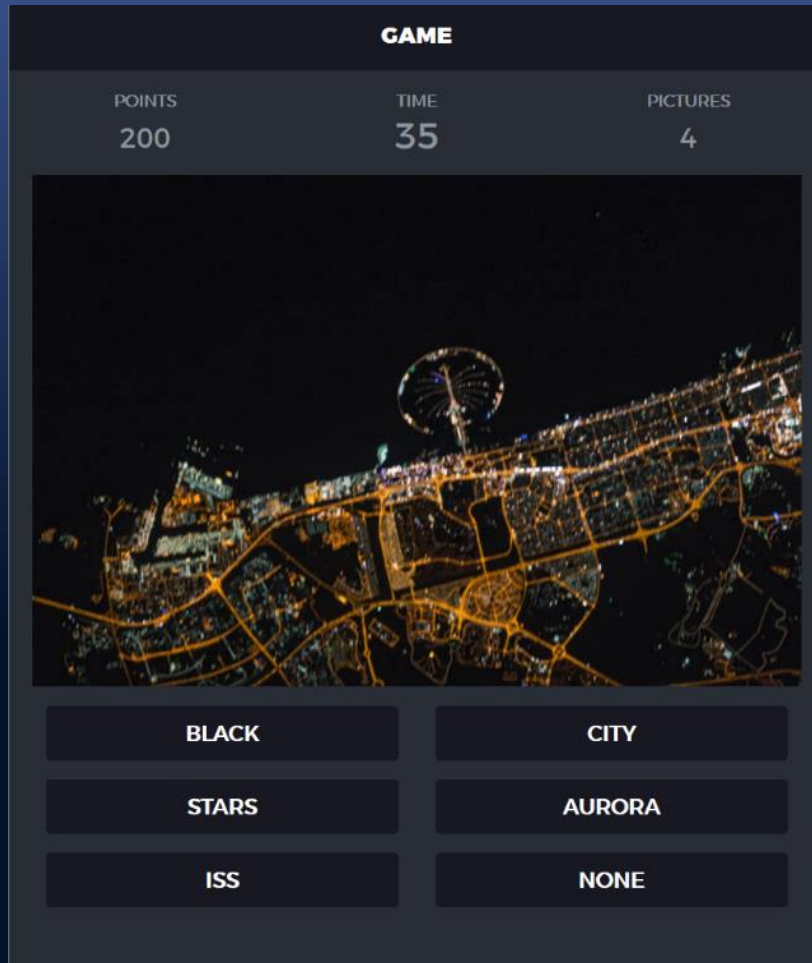 GAME
POINTS TIME PICTURES
200 35 4
BLACK CITY
STARS AURORA
ISS NONE